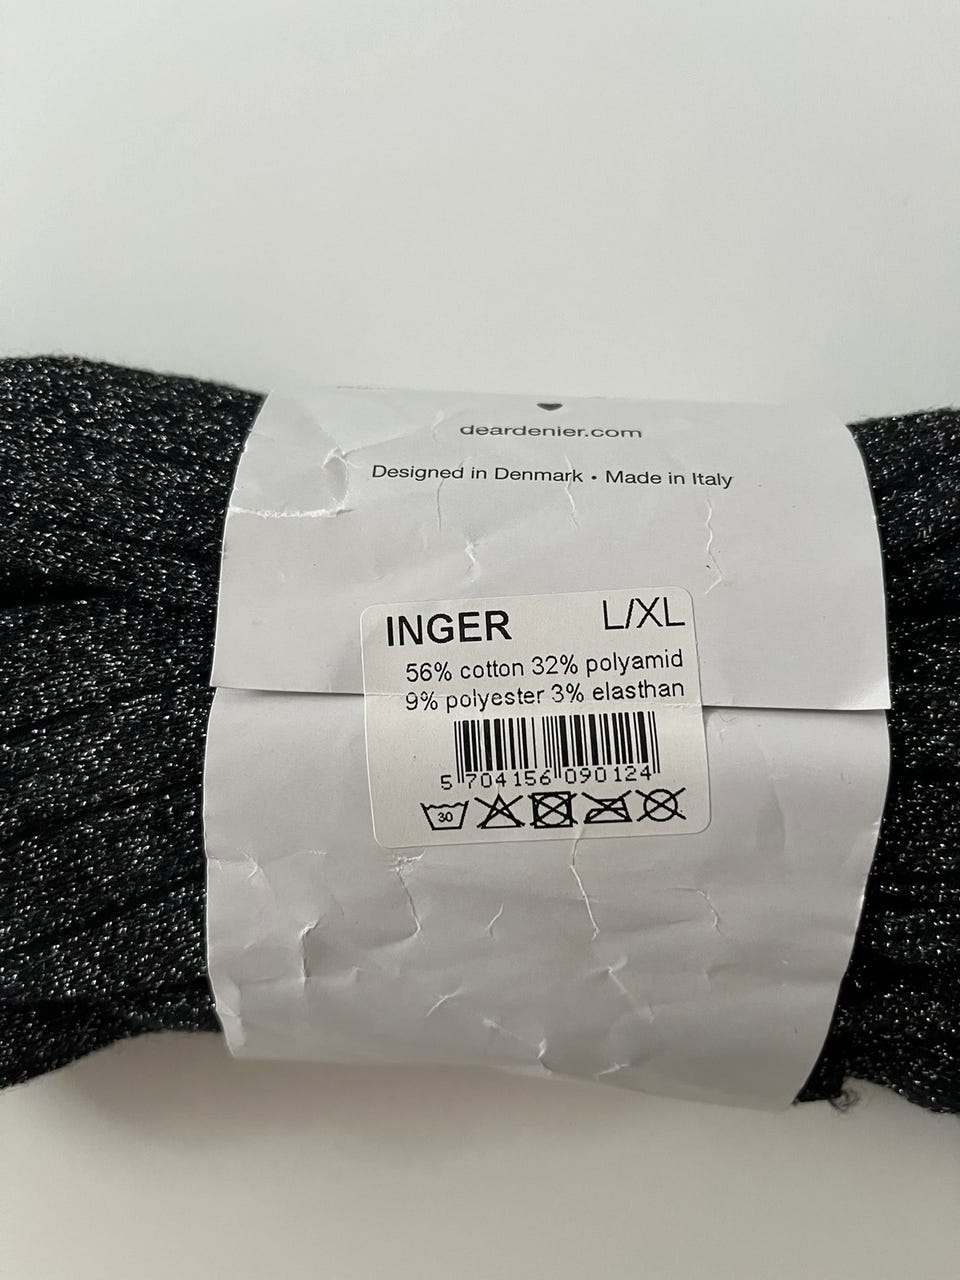 deardenier.com
Designed in Denmark • Made in Italy
INGER L/XL
56% cotton 32% polyamid
9% polyester 3% elasthan
5 704156 090124
30